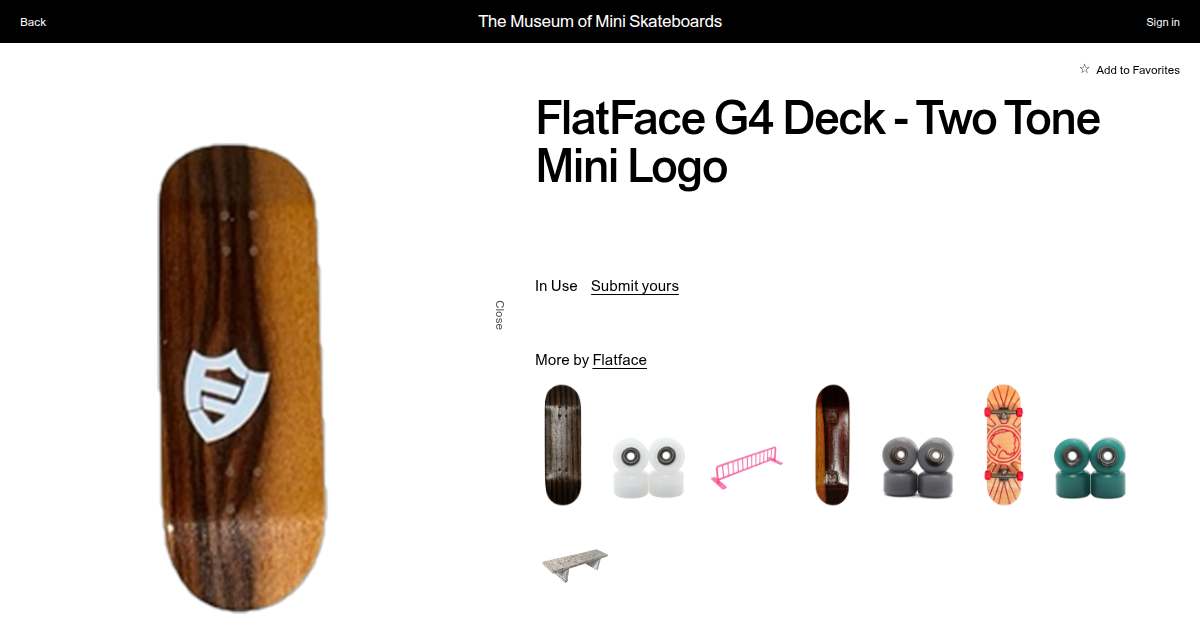 Back
The Museum of Mini Skateboards
Sign in
☆ Add to Favorites
FlatFace G4 Deck - Two Tone
Mini Logo
In Use Submit yours
Close
More by Flatface